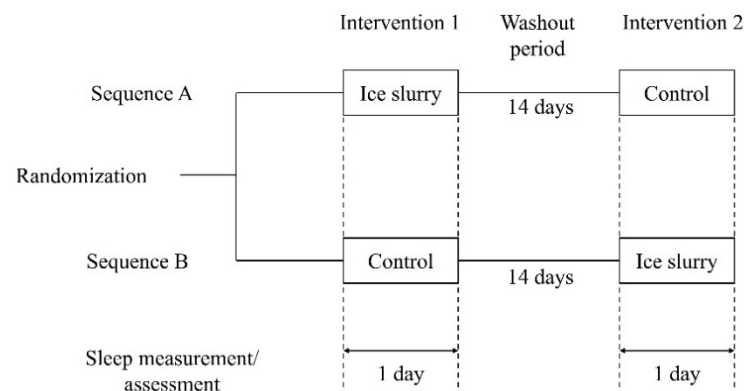 Intervention 1
Washout
period
Intervention 2
Sequence A
Ice slurry
14 days
Control
Randomization
Sequence B
Control
14 days
Ice slurry
Sleep measurement/
assessment
1 day
1 day